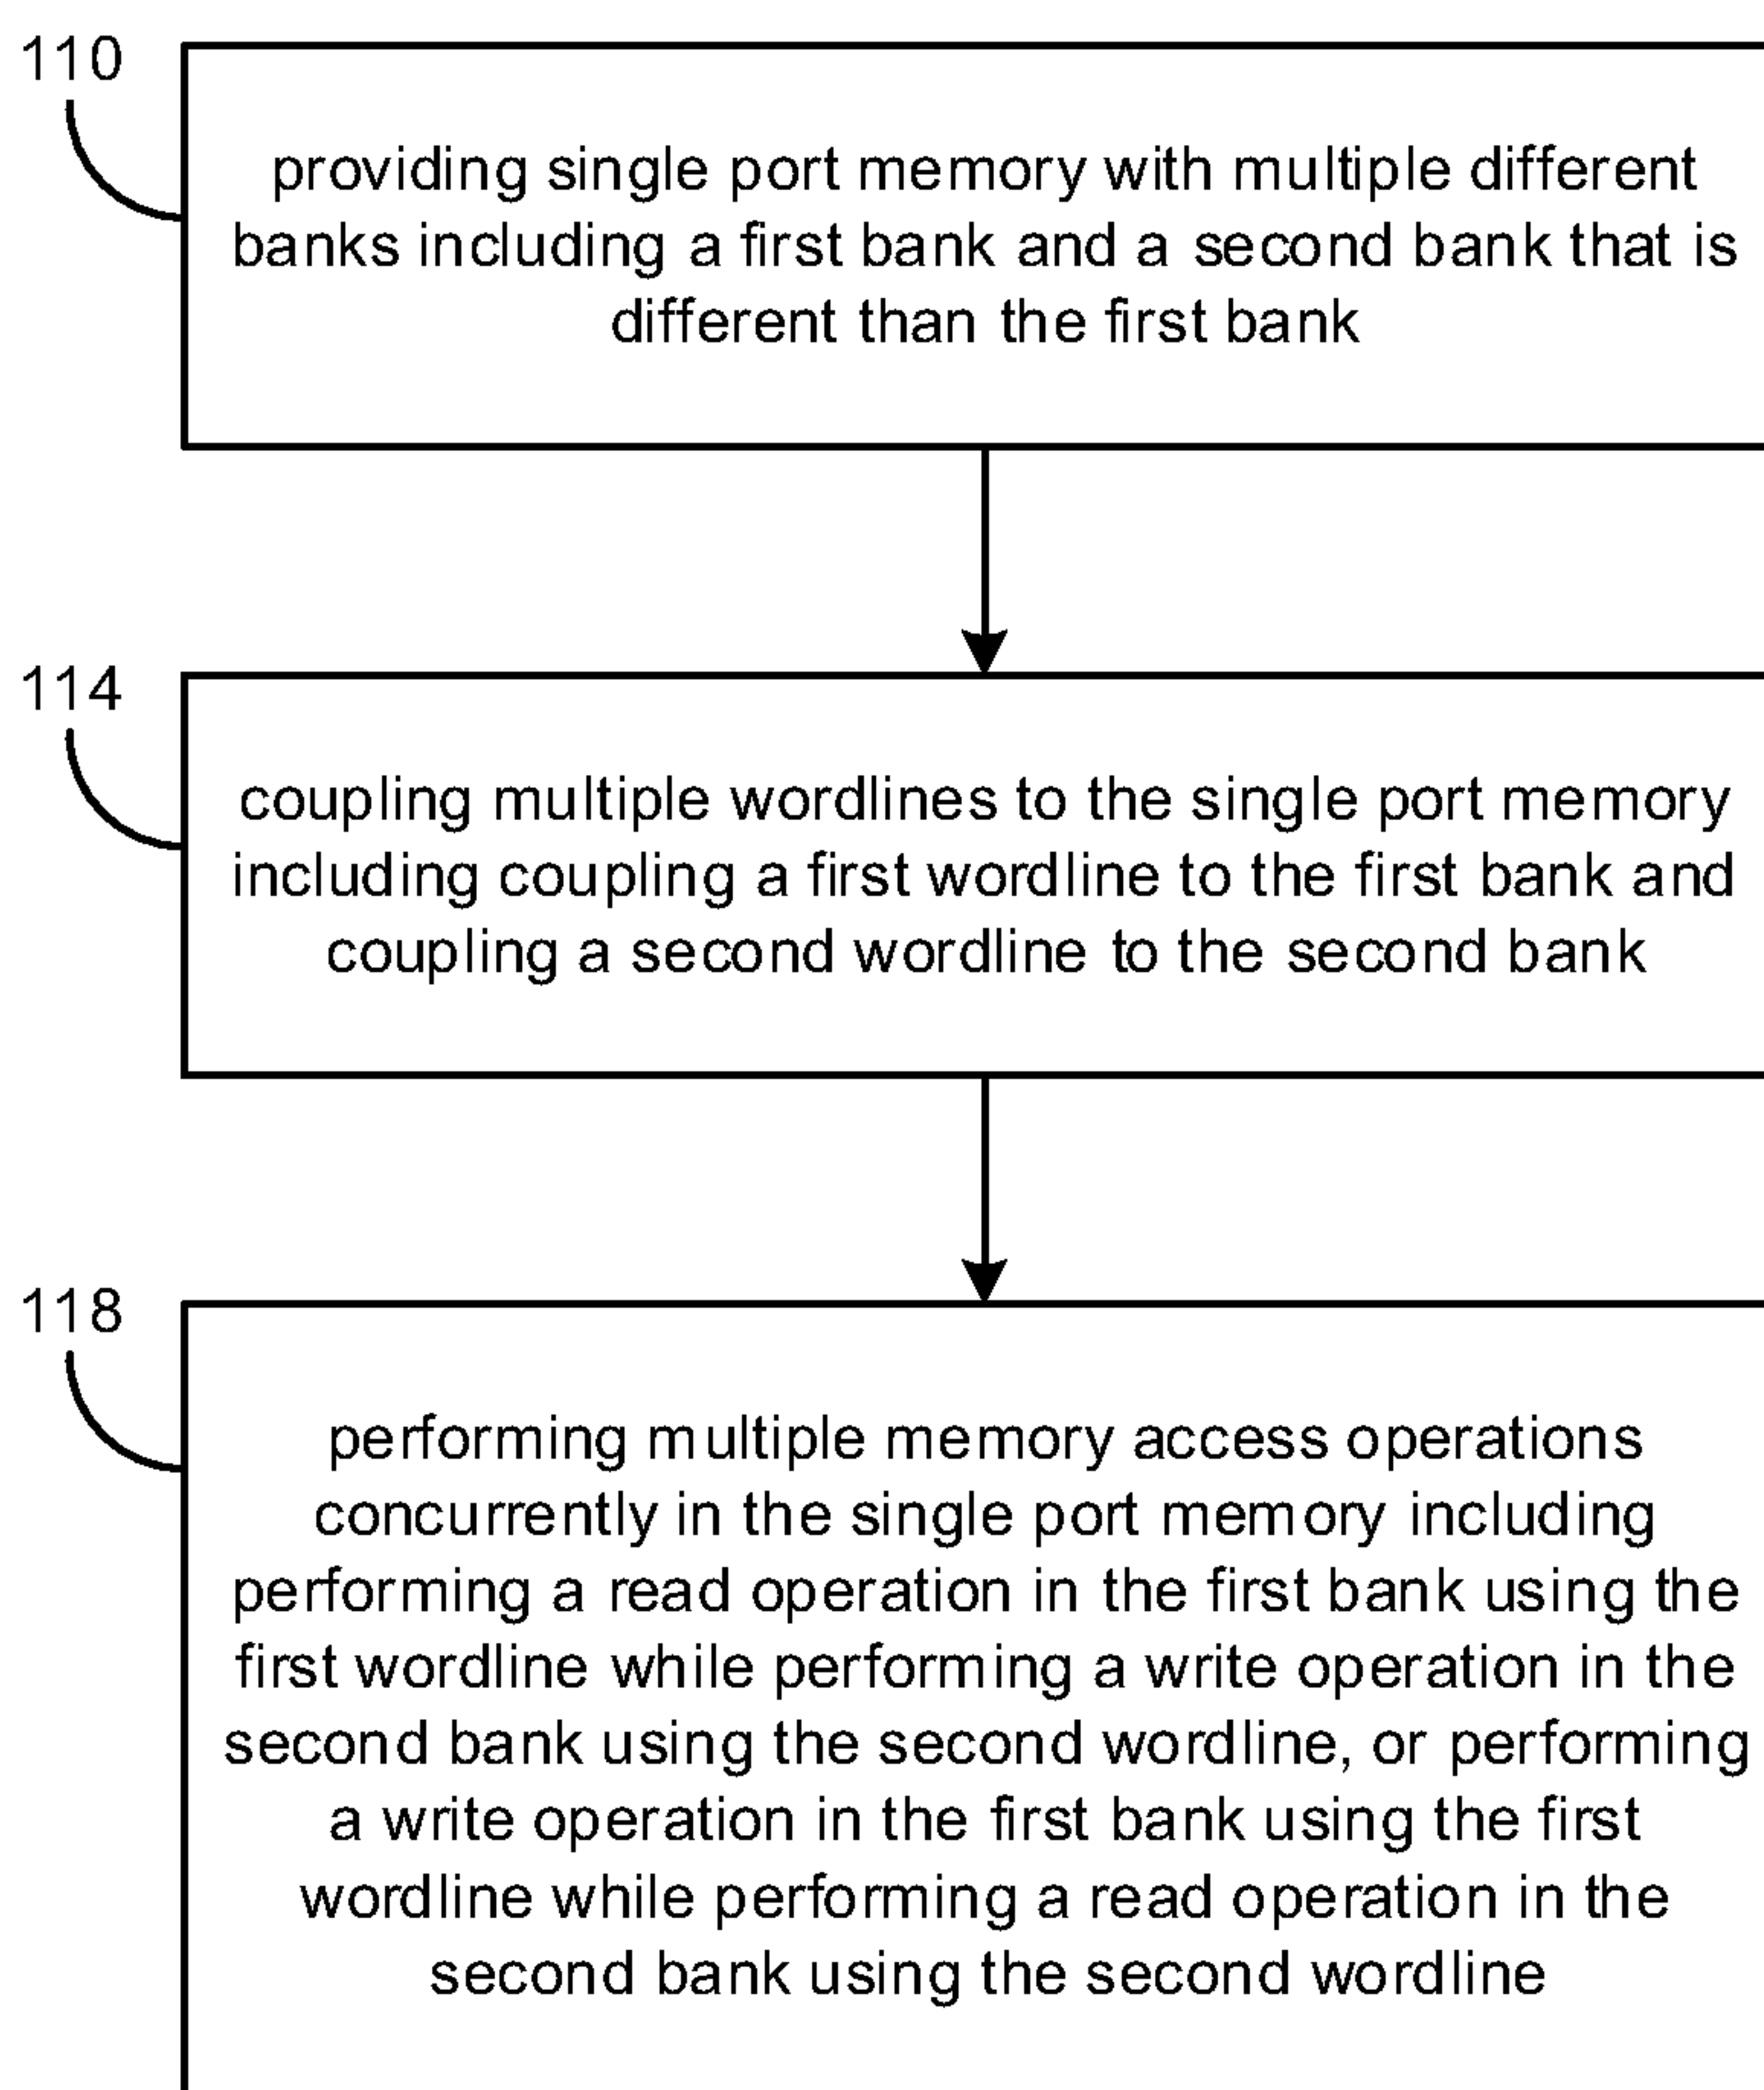 110
providing single port memory with multiple different
banks including a first bank and a second bank that is
different than the first bank
114
coupling multiple wordlines to the single port memory
including coupling a first wordline to the first bank and
coupling a second wordline to the second bank
118
performing multiple memory access operations
concurrently in the single port memory including
performing a read operation in the first bank using the
first wordline while performing a write operation in the
second bank using the second wordline, or performing
a write operation in the first bank using the first
wordline while performing a read operation in the
second bank using the second wordline